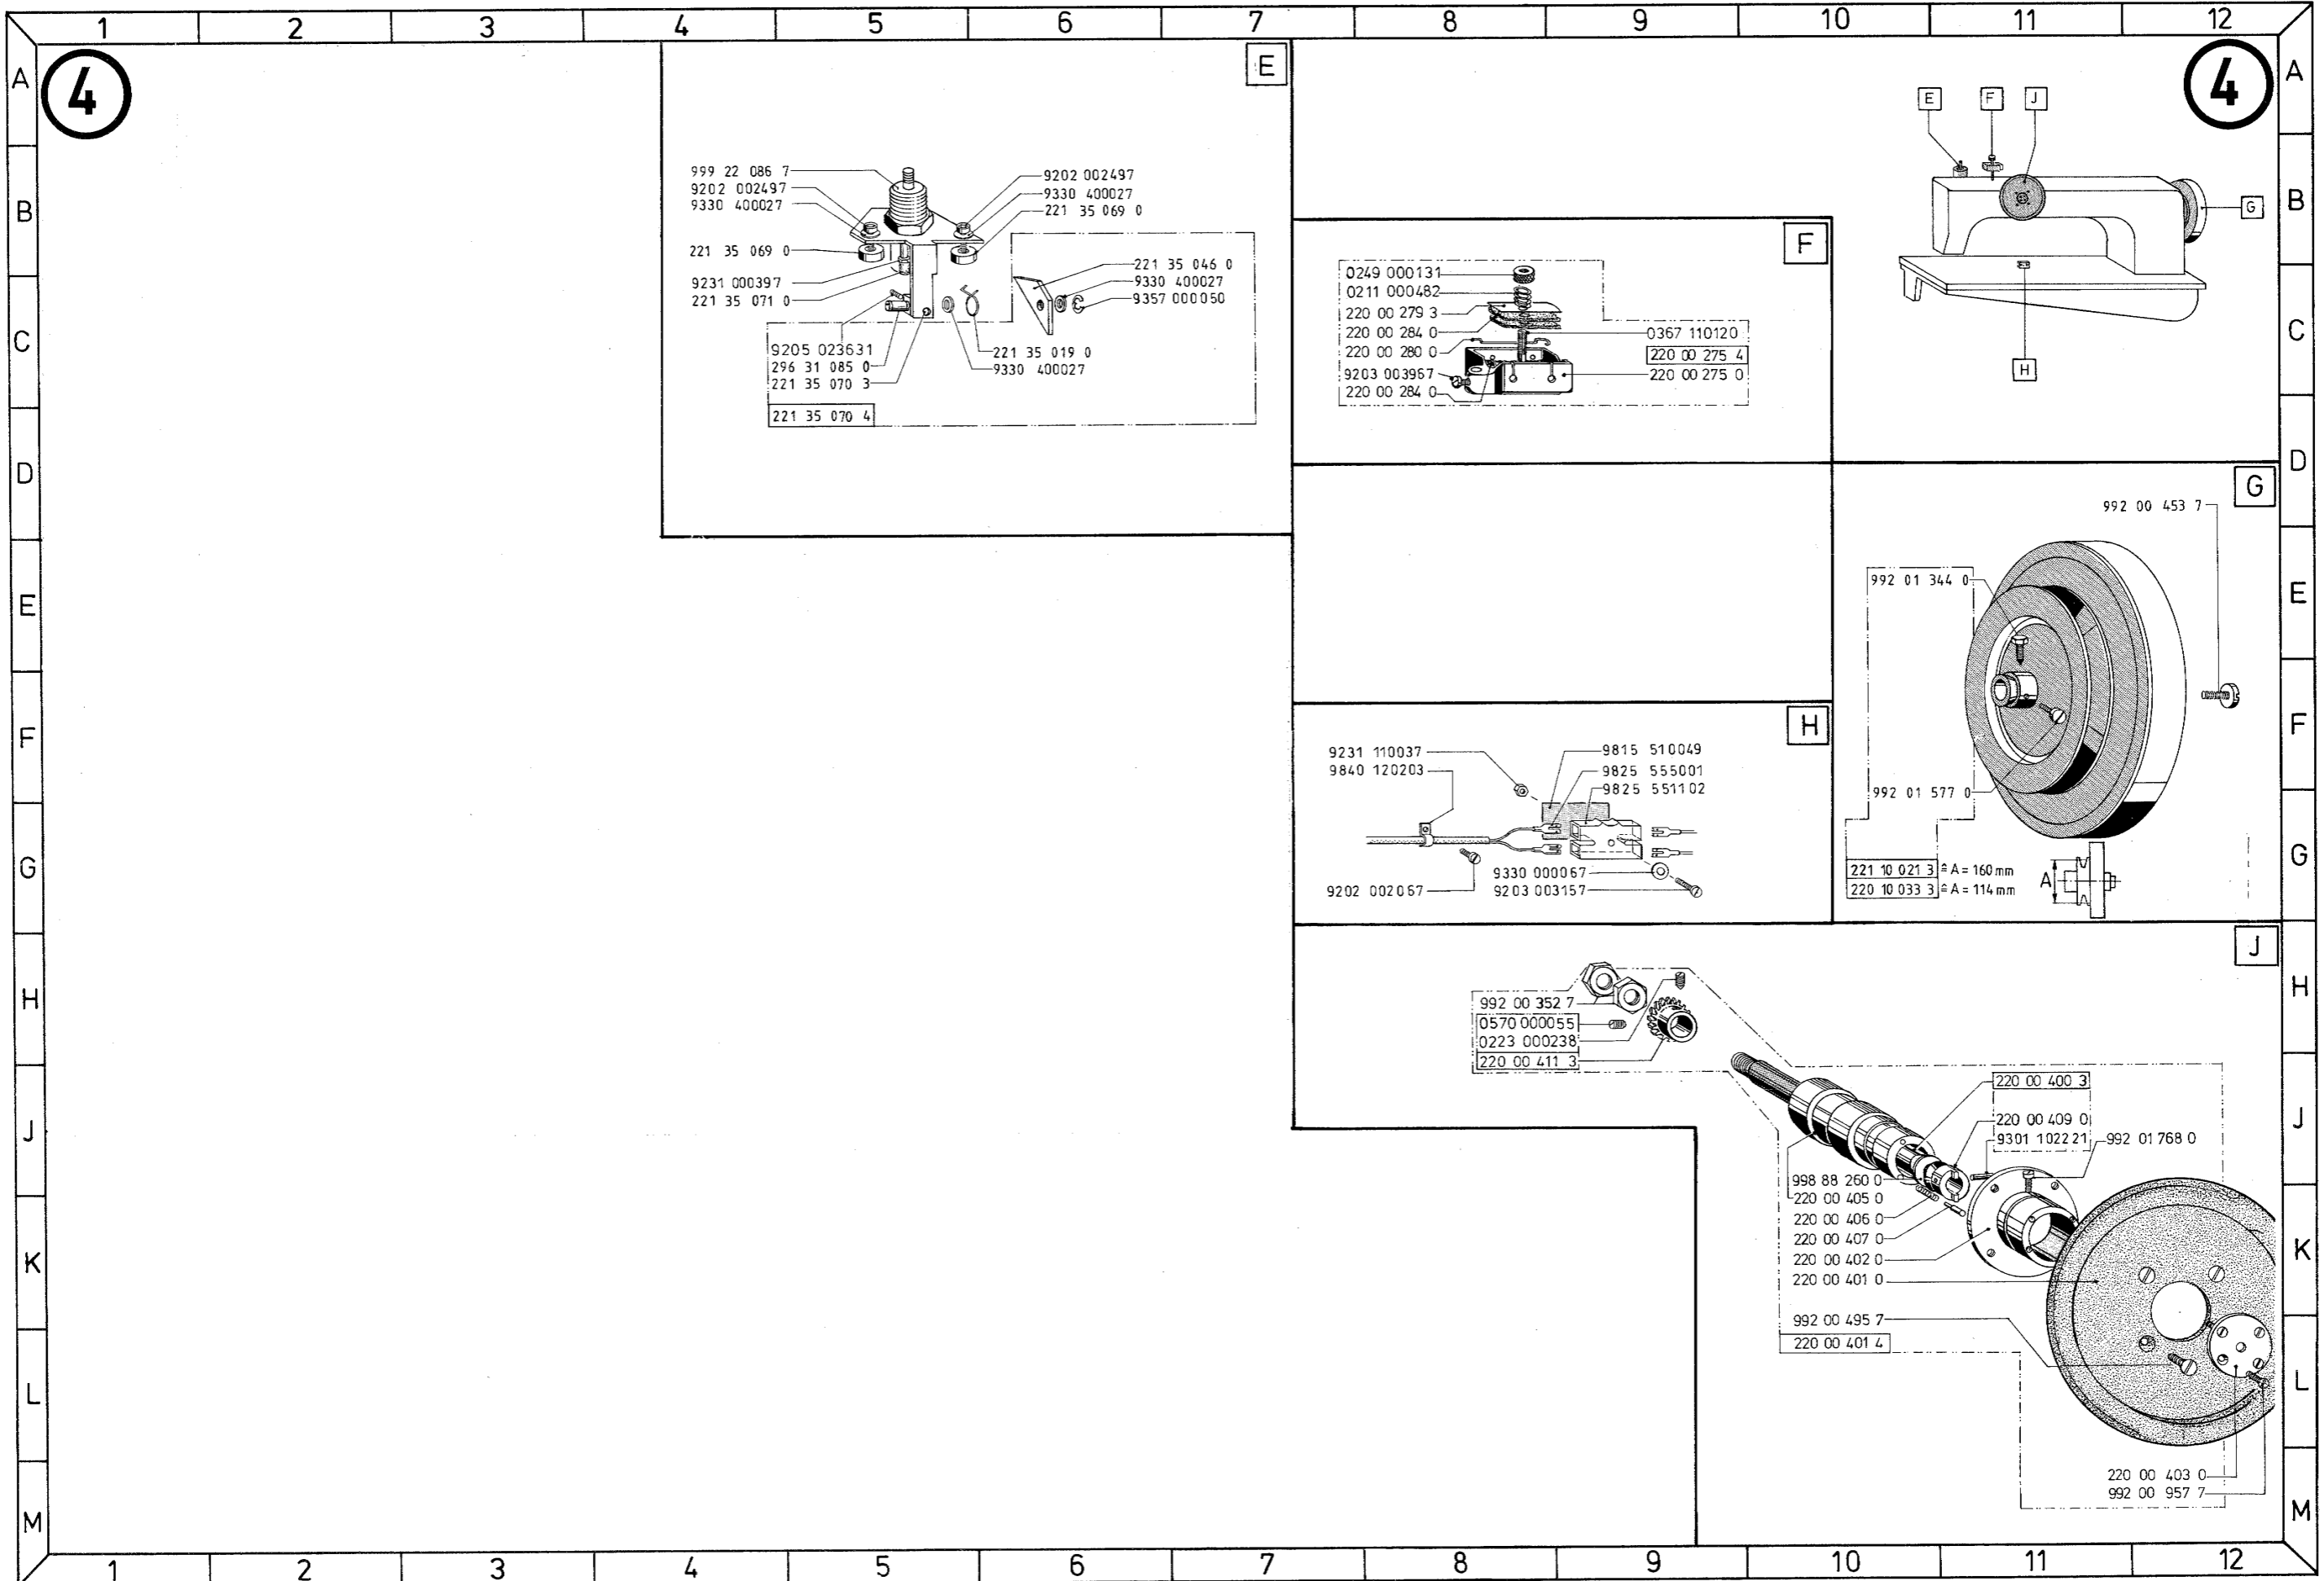 1 2 3 4 5 6 7 8 9 10 11 12
A
B
C
D
E
F
G
H
J
K
L
M
4
E
999 22 086 7
9202 002497
9330 400027
221 35 069 0
9231 000397
221 35 071 0
9202 002497
9330 400027
221 35 069 0
221 35 046 0
9330 400027
9357 000050
9205 023631
296 31 085 0
221 35 070 3
221 35 070 4
221 35 019 0
9330 400027
F
0249 000131
0211 000482
220 00 279 3
220 00 284 0
220 00 280 0
9203 003967
220 00 284 0
0367 110120
220 00 275 4
220 00 275 0
4
E F J
G
H
G
992 00 453 7
992 01 344 0
992 01 577 0
221 10 021 3 ≙ A = 160 mm
220 10 033 3 ≙ A = 114 mm
A
H
9231 110037
9840 120203
9815 510049
9825 555001
9825 551102
9202 002067
9330 000067
9203 003157
J
992 00 352 7
0570 000055
0223 000238
220 00 411 3
220 00 400 3
220 00 409 0
9301 102221
992 01 768 0
998 88 260 0
220 00 405 0
220 00 406 0
220 00 407 0
220 00 402 0
220 00 401 0
992 00 495 7
220 00 401 4
220 00 403 0
992 00 957 7
A
B
C
D
E
F
G
H
J
K
L
M
1 2 3 4 5 6 7 8 9 10 11 12